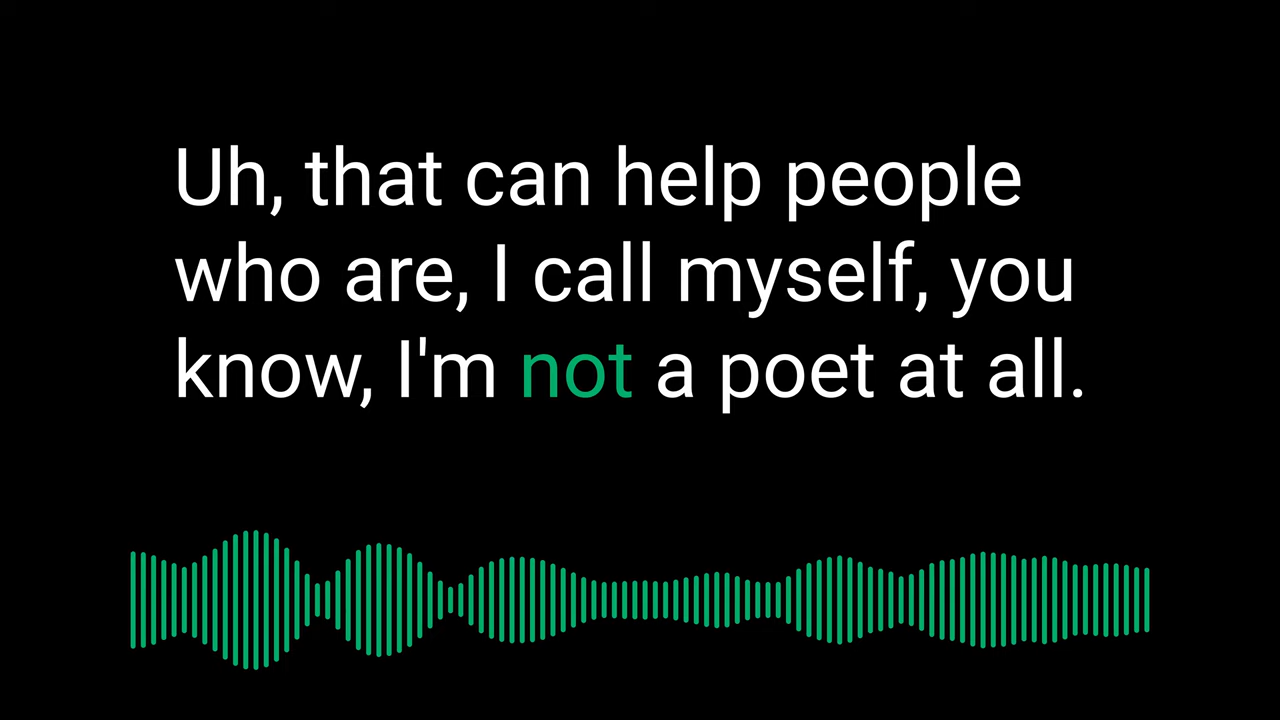 Uh, that can help people
who are, I call myself, you
know, I'm not a poet at all.